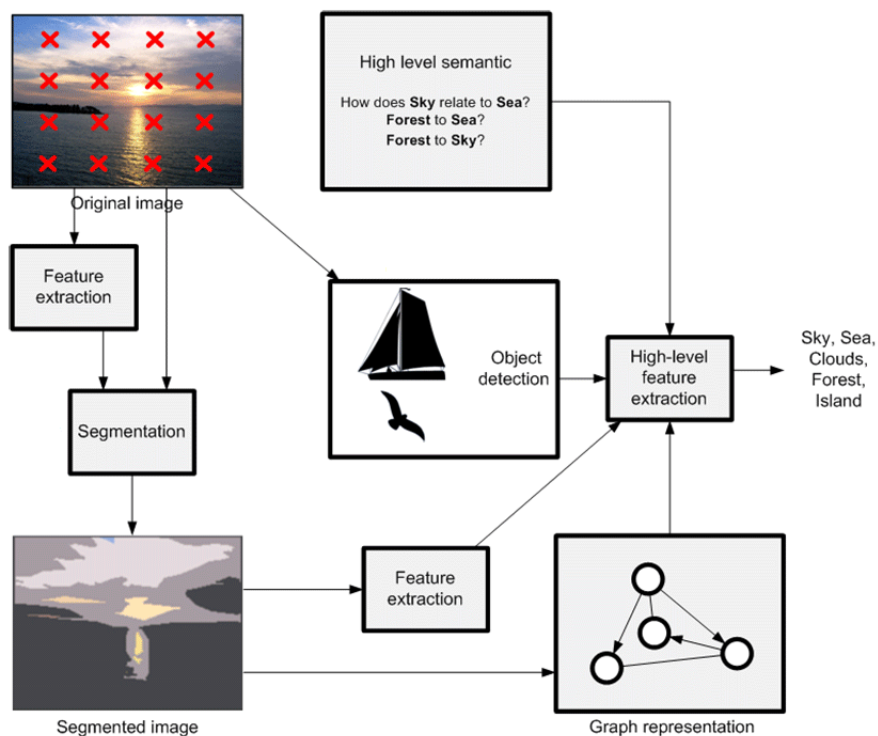 High level semantic
How does Sky relate to Sea?
Forest to Sea?
Forest to Sky?
Original image
Feature
extraction
Object
detection
High-level
feature
extraction
Sky, Sea,
Clouds,
Forest,
Island
Segmentation
Feature
extraction
Segmented image
Graph representation